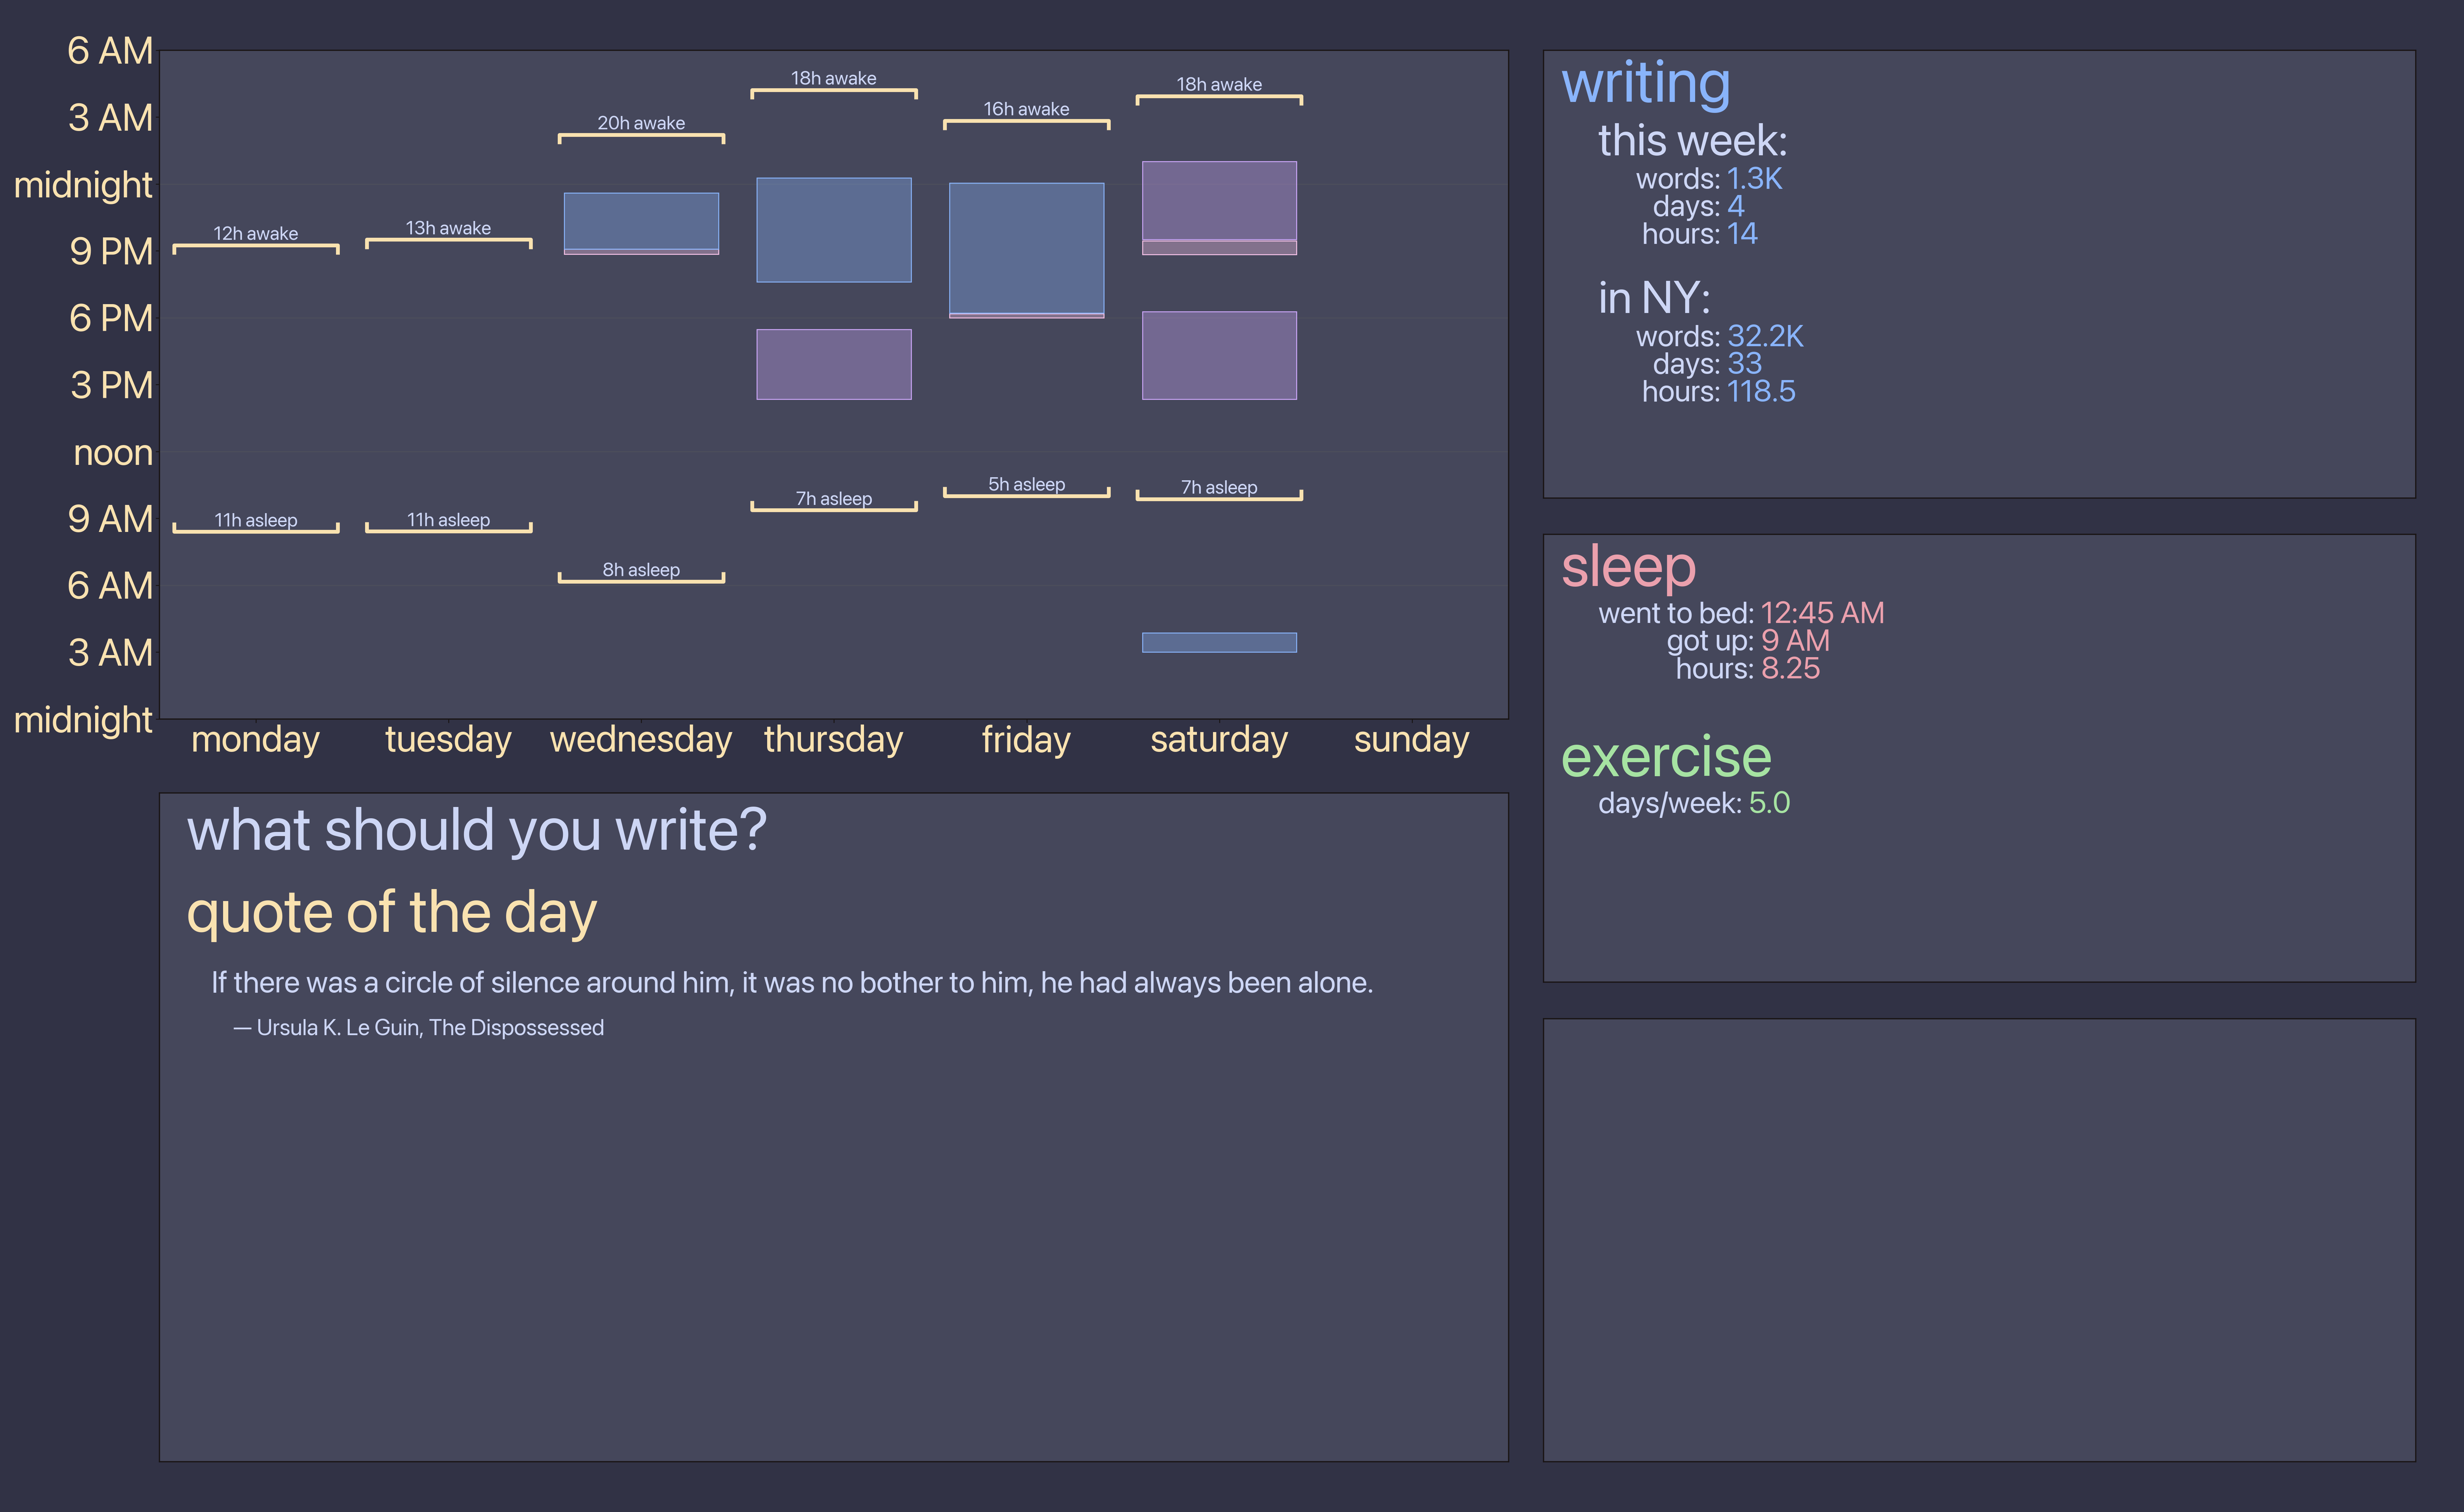 6 AM
3 AM
midnight
9 PM
6 PM
3 PM
noon
9 AM
6 AM
3 AM
midnight
12h awake
13h awake
20h awake
18h awake
16h awake
18h awake
11h asleep
11h asleep
8h asleep
7h asleep
5h asleep
7h asleep
monday
tuesday
wednesday
thursday
friday
saturday
sunday
what should you write?
quote of the day
If there was a circle of silence around him, it was no bother to him, he had always been alone.
— Ursula K. Le Guin, The Dispossessed
writing
this week:
words: 1.3K
days: 4
hours: 14
in NY:
words: 32.2K
days: 33
hours: 118.5
sleep
went to bed: 12:45 AM
got up: 9 AM
hours: 8.25
exercise
days/week: 5.0